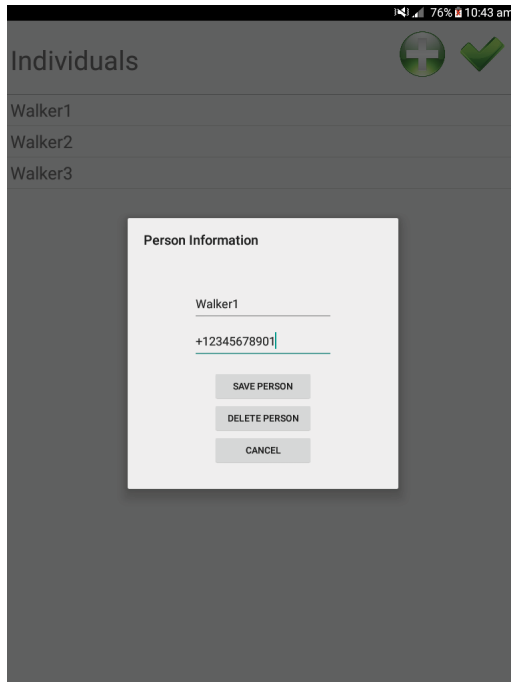 76% 10:43 am
Individuals
Walker1
Walker2
Walker3
Person Information
Walker1
+12345678901
SAVE PERSON
DELETE PERSON
CANCEL